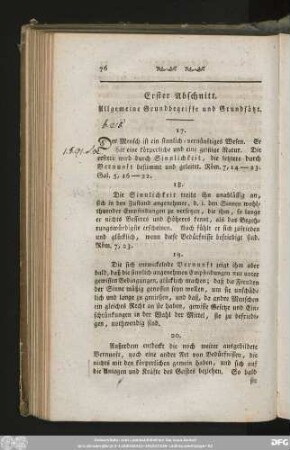 76
Erster Abschnitt.
Allgemeine Grundbegriffe und Grundsätze.
17.
Der Mensch ist ein sinnlich-vernünftiges Wesen. Er
hat eine körperliche und eine geistige Natur. Die
erstere wird durch Sinnlichkeit, die letztere durch
Vernunft bestimmt und geleitet. Röm. 7, 14—23.
Gal. 5, 16—22.
18.
Die Sinnlichkeit treibt ihn unablässig an,
sich in den Zustand angenehmer, d. i. den Sinnen wohl-
thuender Empfindungen zu versetzen, die ihm, so lange
er nichts Besseres und Höheres kennt, als das Begeh-
rungswürdigste erscheinen. Auch fühlt er sich zufrieden
und glücklich, wenn diese Bedürfnisse befriedigt sind.
Röm. 7, 23.
19.
Die sich entwickelnde Vernunft zeigt ihm aber
bald, daß die sinnlich angenehmen Empfindungen nur unter
gewissen Bedingungen, glücklich machen; daß das Freuden
der Sinne mäßig genossen seyn wollen, um sie unschäd-
lich und lange zu genießen, und daß, da andre Menschen
ein gleiches Recht an sie haben, gewisse Gesetze und Ein-
schränkungen in der Wahl der Mittel, sie zu befriedi-
gen, nothwendig sind.
20.
Außerdem entdeckt die noch weiter ausgebildete
Vernunft, noch eine andre Art von Bedürfnissen, die
nichts mit den körperlichen gemein haben, und sich auf
die Anlagen und Kräfte des Geistes beziehen. So bald
sie